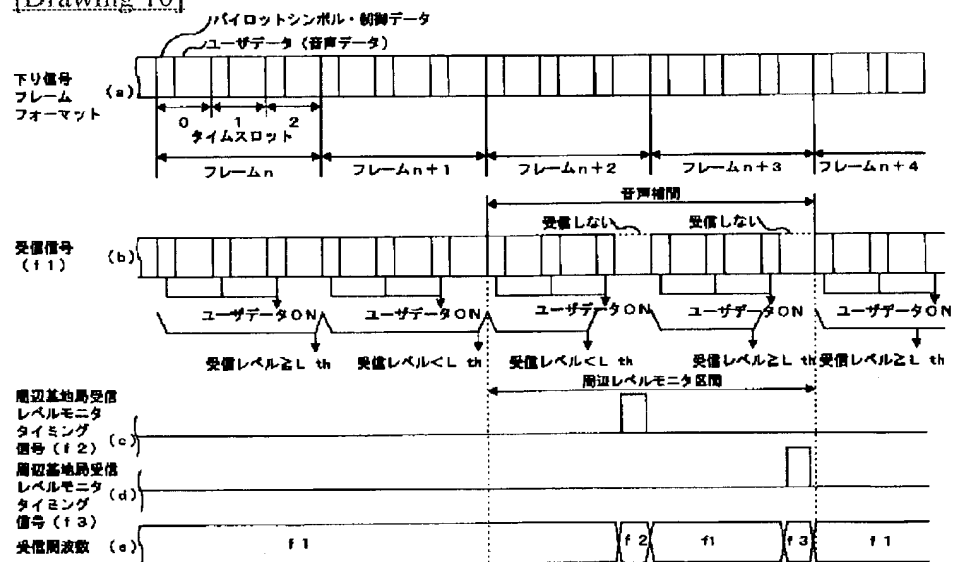 [Drawing 10]
パイロットシンボル・制御データ
ユーザデータ(音声データ)
下り信号
フレーム (a)
フォーマット
0 1 2
タイムスロット
フレームn フレームn+1 フレームn+2 フレームn+3 フレームn+4
音声補間
受信しない 受信しない
受信信号
(f1) (b)
ユーザデータON ユーザデータON ユーザデータON ユーザデータON ユーザデータON
受信レベル≧L th 受信レベル<L th 受信レベル<L th 受信レベル≧L th 受信レベル≧L th
周辺レベルモニタ区間
周辺基地局受信
レベルモニタ
タイミング (c)
信号(f2)
周辺基地局受信
レベルモニタ (d)
タイミング
信号(f3)
受信周波数 (e) f1 f2 f1 f3 f1